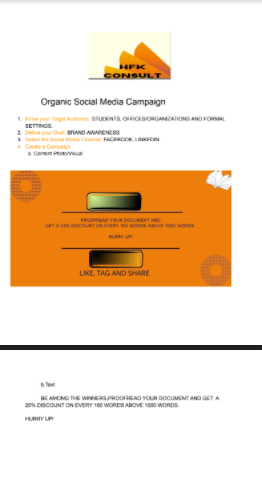 HFK
CONSULT
Organic Social Media Campaign
1. Know your Target Audience: STUDENTS, OFFICES/ORGANIZATIONS AND FORMAL
SETTINGS.
2. Define your Goal: BRAND AWARENESS
3. Select the Social Media Channel: FACEBOOK, LINKEDIN
4. Create a Campaign
a. Content Photo/Visual
PROOFREAD YOUR DOCUMENT AND
GET A 20% DISCOUNT ON EVERY 100 WORDS ABOVE 1000 WORDS
HURRY UP!
LIKE, TAG AND SHARE
b.Text
BE AMONG THE WINNERS,PROOFREAD YOUR DOCUMENT AND GET A
20% DISCOUNT ON EVERY 100 WORDS ABOVE 1000 WORDS.
HURRY UP!